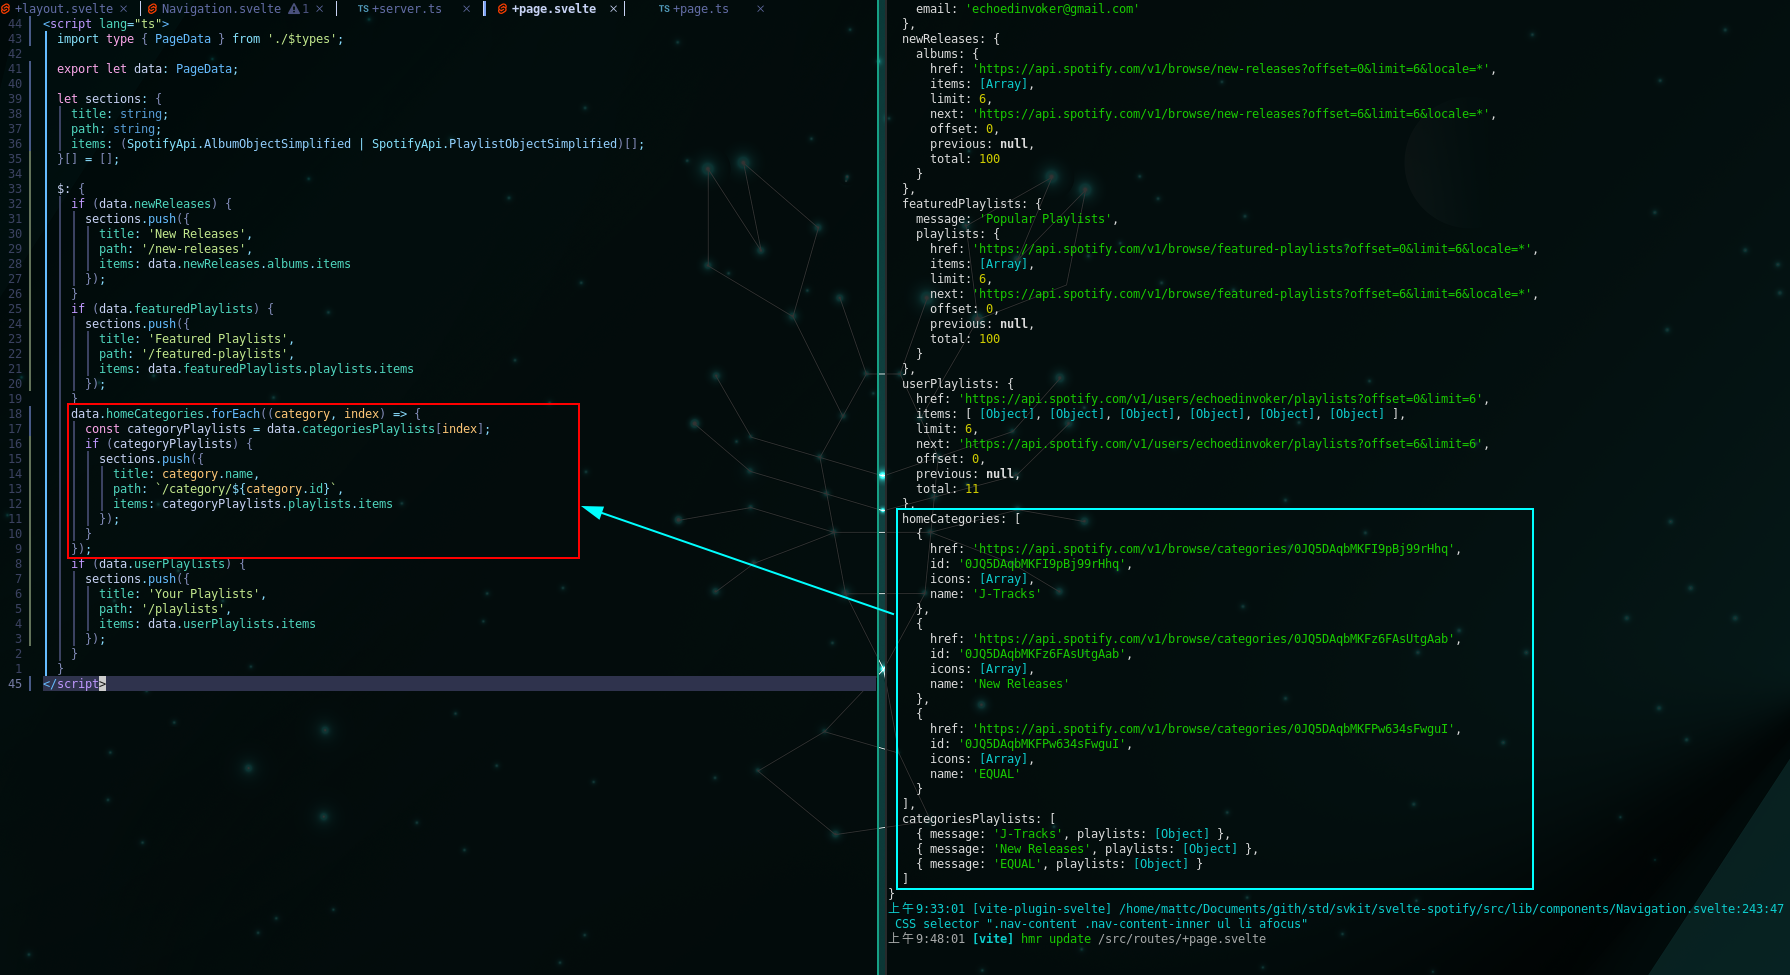 +layout.svelte × Navigation.svelte 1 × TS +server.ts × +page.svelte × TS +page.ts ×
44 <script lang="ts">
43 import type { PageData } from './$types';
42
41 export let data: PageData;
40
39 let sections: {
38 title: string;
37 path: string;
36 items: (SpotifyApi.AlbumObjectSimplified | SpotifyApi.PlaylistObjectSimplified)[];
35 }[] = [];
34
33 $: {
32 if (data.newReleases) {
31 sections.push({
30 title: 'New Releases',
29 path: '/new-releases',
28 items: data.newReleases.albums.items
27 });
26 }
25 if (data.featuredPlaylists) {
24 sections.push({
23 title: 'Featured Playlists',
22 path: '/featured-playlists',
21 items: data.featuredPlaylists.playlists.items
20 });
19 }
18 data.homeCategories.forEach((category, index) => {
17 const categoryPlaylists = data.categoriesPlaylists[index];
16 if (categoryPlaylists) {
15 sections.push({
14 title: category.name,
13 path: `/category/${category.id}`,
12 items: categoryPlaylists.playlists.items
11 });
10 }
9 });
8 if (data.userPlaylists) {
7 sections.push({
6 title: 'Your Playlists',
5 path: '/playlists',
4 items: data.userPlaylists.items
3 });
2 }
1 }
45 </script>
email: 'echoedinvoker@gmail.com'
},
newReleases: {
albums: {
href: 'https://api.spotify.com/v1/browse/new-releases?offset=0&limit=6&locale=*',
items: [Array],
limit: 6,
next: 'https://api.spotify.com/v1/browse/new-releases?offset=6&limit=6&locale=*',
offset: 0,
previous: null,
total: 100
}
},
featuredPlaylists: {
message: 'Popular Playlists',
playlists: {
href: 'https://api.spotify.com/v1/browse/featured-playlists?offset=0&limit=6&locale=*',
items: [Array],
limit: 6,
next: 'https://api.spotify.com/v1/browse/featured-playlists?offset=6&limit=6&locale=*',
offset: 0,
previous: null,
total: 100
}
},
userPlaylists: {
href: 'https://api.spotify.com/v1/users/echoedinvoker/playlists?offset=0&limit=6',
items: [ [Object], [Object], [Object], [Object], [Object], [Object] ],
limit: 6,
next: 'https://api.spotify.com/v1/users/echoedinvoker/playlists?offset=6&limit=6',
offset: 0,
previous: null,
total: 11
},
homeCategories: [
{
href: 'https://api.spotify.com/v1/browse/categories/0JQ5DAqbMKFI9pBj99rHhq',
id: '0JQ5DAqbMKFI9pBj99rHhq',
icons: [Array],
name: 'J-Tracks'
},
{
href: 'https://api.spotify.com/v1/browse/categories/0JQ5DAqbMKFz6FAsUtgAab',
id: '0JQ5DAqbMKFz6FAsUtgAab',
icons: [Array],
name: 'New Releases'
},
{
href: 'https://api.spotify.com/v1/browse/categories/0JQ5DAqbMKFPw634sFwguI',
id: '0JQ5DAqbMKFPw634sFwguI',
icons: [Array],
name: 'EQUAL'
}
],
categoriesPlaylists: [
{ message: 'J-Tracks', playlists: [Object] },
{ message: 'New Releases', playlists: [Object] },
{ message: 'EQUAL', playlists: [Object] }
]
}
上午9:33:01 [vite-plugin-svelte] /home/mattc/Documents/gith/std/svkit/svelte-spotify/src/lib/components/Navigation.svelte:243:47
CSS selector ".nav-content .nav-content-inner ul li afocus"
上午9:48:01 [vite] hmr update /src/routes/+page.svelte